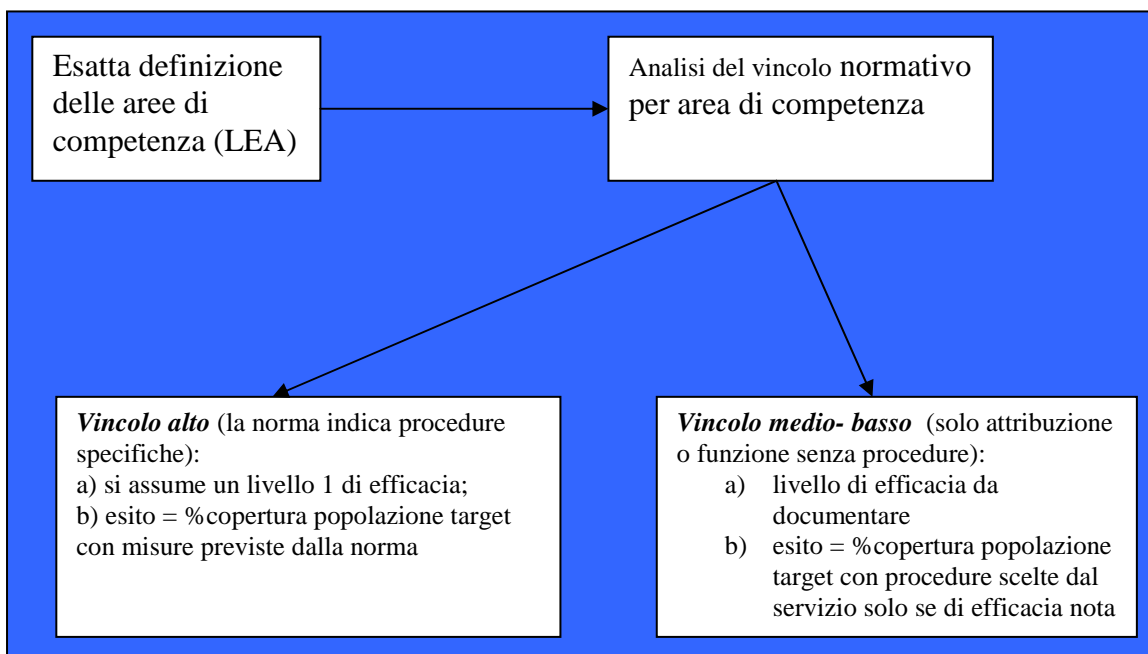 Esatta definizione
delle aree di
competenza (LEA)
Analisi del vincolo normativo
per area di competenza
Vincolo alto (la norma indica procedure
specifiche):
a) si assume un livello 1 di efficacia;
b) esito = %copertura popolazione target
con misure previste dalla norma
Vincolo medio- basso (solo attribuzione
o funzione senza procedure):
a) livello di efficacia da
documentare
b) esito = %copertura popolazione
target con procedure scelte dal
servizio solo se di efficacia nota